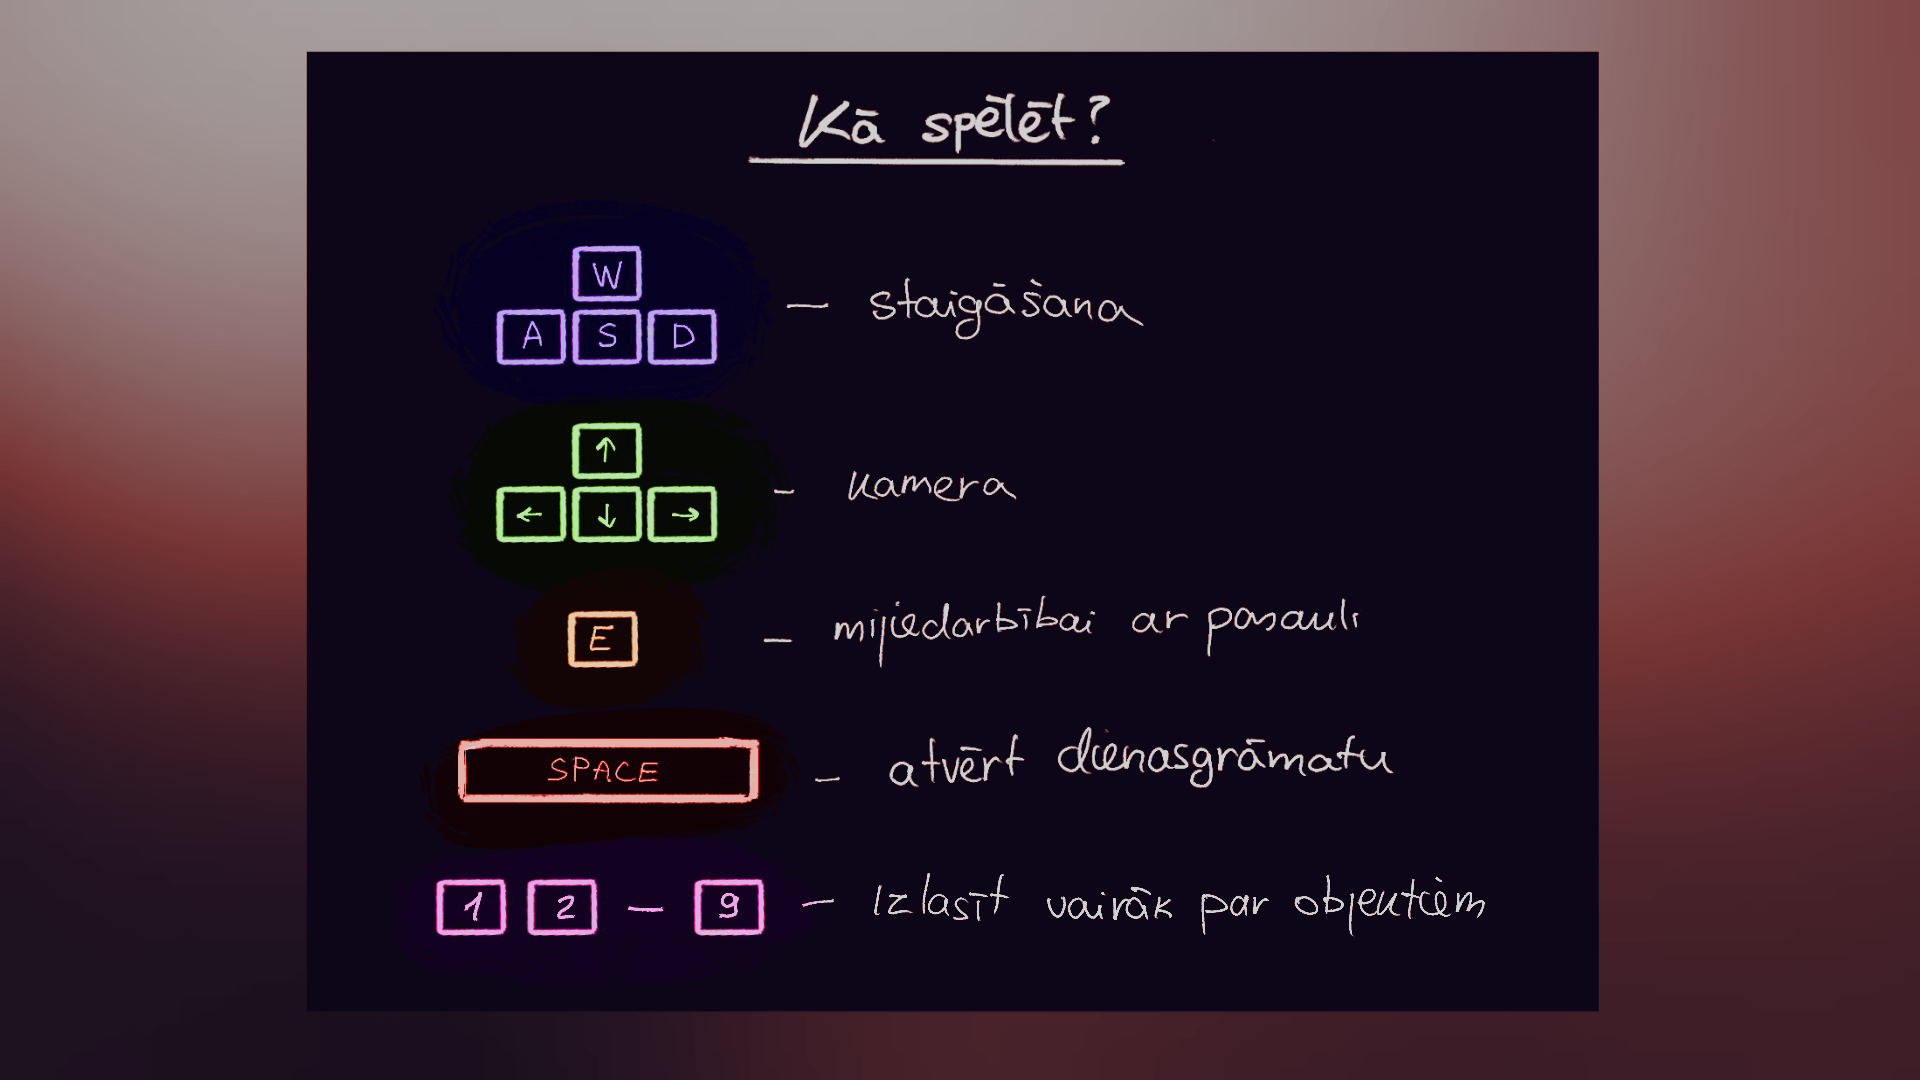 Kā spēlēt?
W
A S D – staigāšana
↑
← ↓ → – kamera
E – mijiedarbībai ar pasauli
SPACE – atvērt dienasgrāmatu
1 2 – 9 – Izlasīt vairāk par objektiem